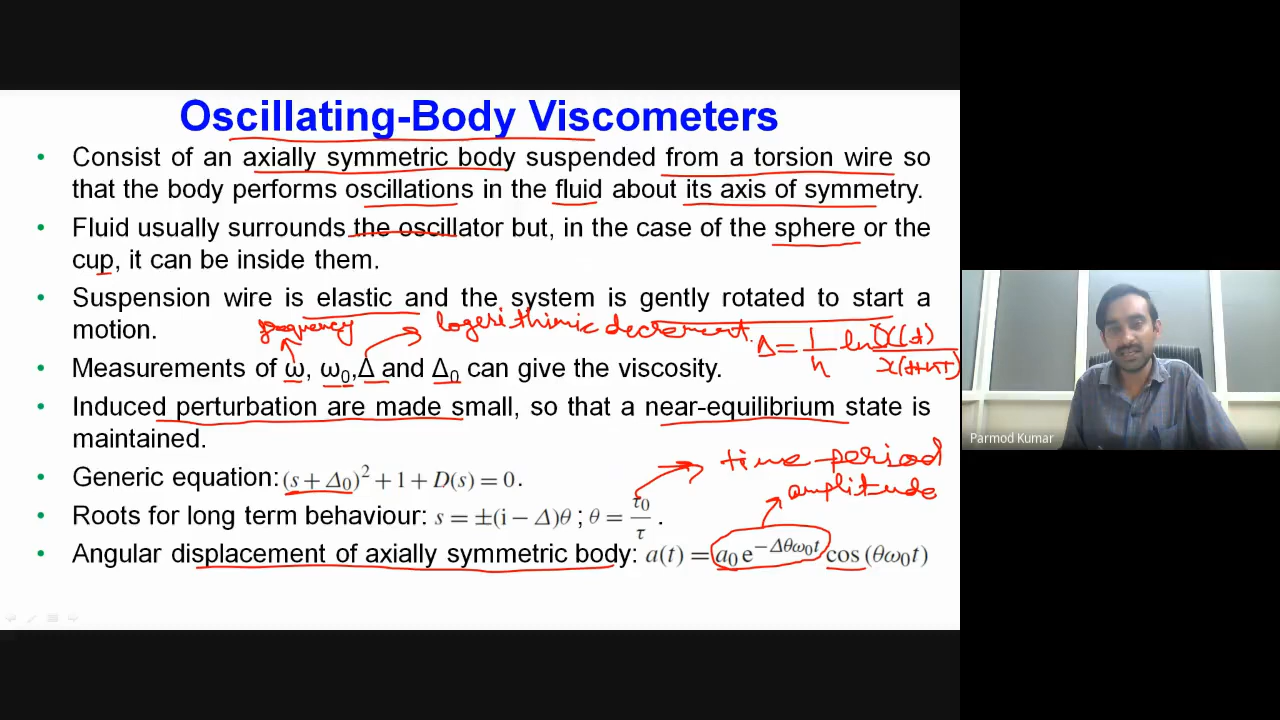 Oscillating-Body Viscometers
• Consist of an axially symmetric body suspended from a torsion wire so
that the body performs oscillations in the fluid about its axis of symmetry.
• Fluid usually surrounds the oscillator but, in the case of the sphere or the
cup, it can be inside them.
• Suspension wire is elastic and the system is gently rotated to start a
motion.
frequency
logerithimic decrement.
Δ = 1/n ln X(t)/x(t+nT)
• Measurements of ω, ω₀,Δ and Δ₀ can give the viscosity.
• Induced perturbation are made small, so that a near-equilibrium state is
maintained.
time period
• Generic equation: (s + Δ₀)² + 1 + D(s) = 0.
amplitude
• Roots for long term behaviour: s = ±(i − Δ)θ ; θ = τ₀/τ .
• Angular displacement of axially symmetric body: a(t) = a₀ e^−Δθω₀t cos (θω₀t)
Parmod Kumar